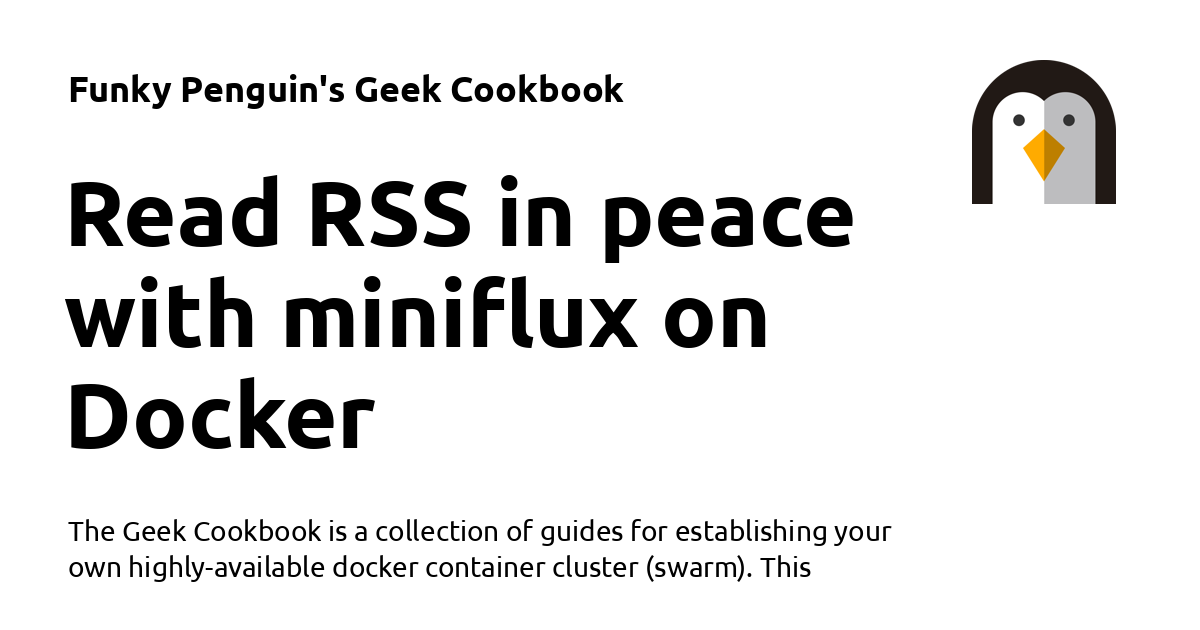 Funky Penguin's Geek Cookbook
Read RSS in peace
with miniflux on
Docker
The Geek Cookbook is a collection of guides for establishing your
own highly-available docker container cluster (swarm). This